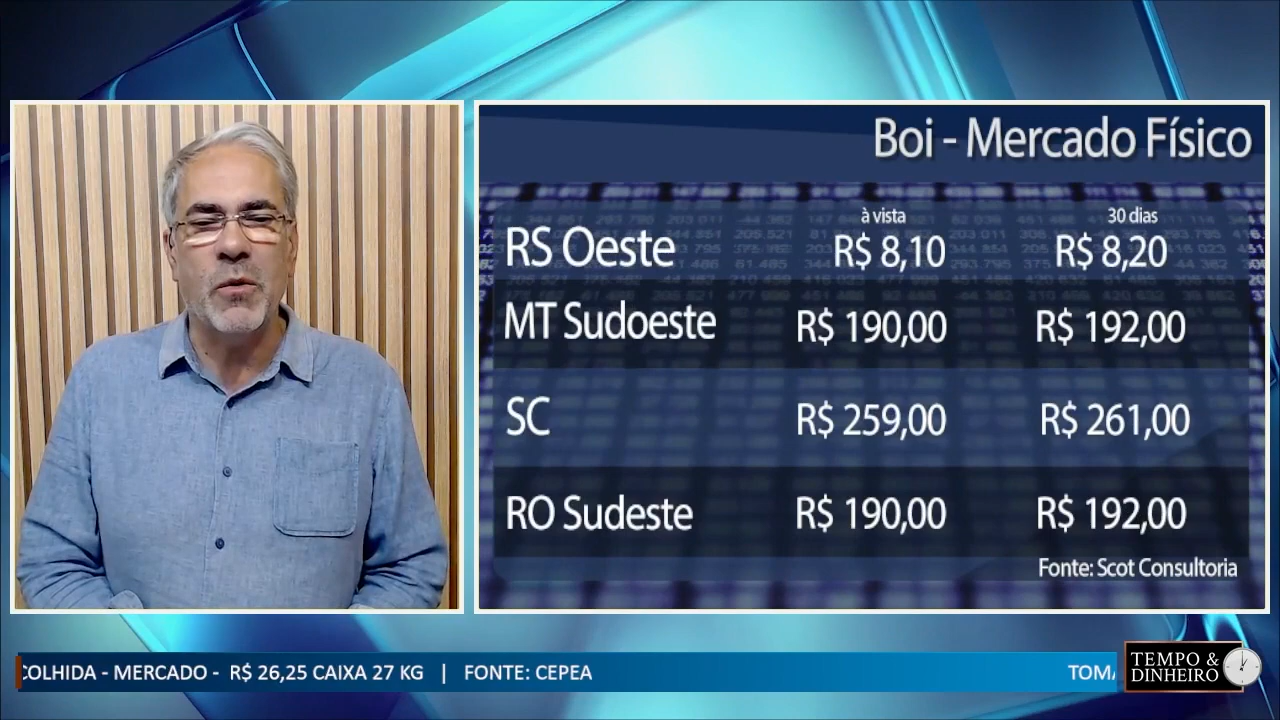 Boi - Mercado Físico
à vista 30 dias
RS Oeste R$ 8,10 R$ 8,20
MT Sudoeste R$ 190,00 R$ 192,00
SC R$ 259,00 R$ 261,00
RO Sudeste R$ 190,00 R$ 192,00
Fonte: Scot Consultoria
COLHIDA - MERCADO - R$ 26,25 CAIXA 27 KG | FONTE: CEPEA TOMA
TEMPO &
DINHEIRO